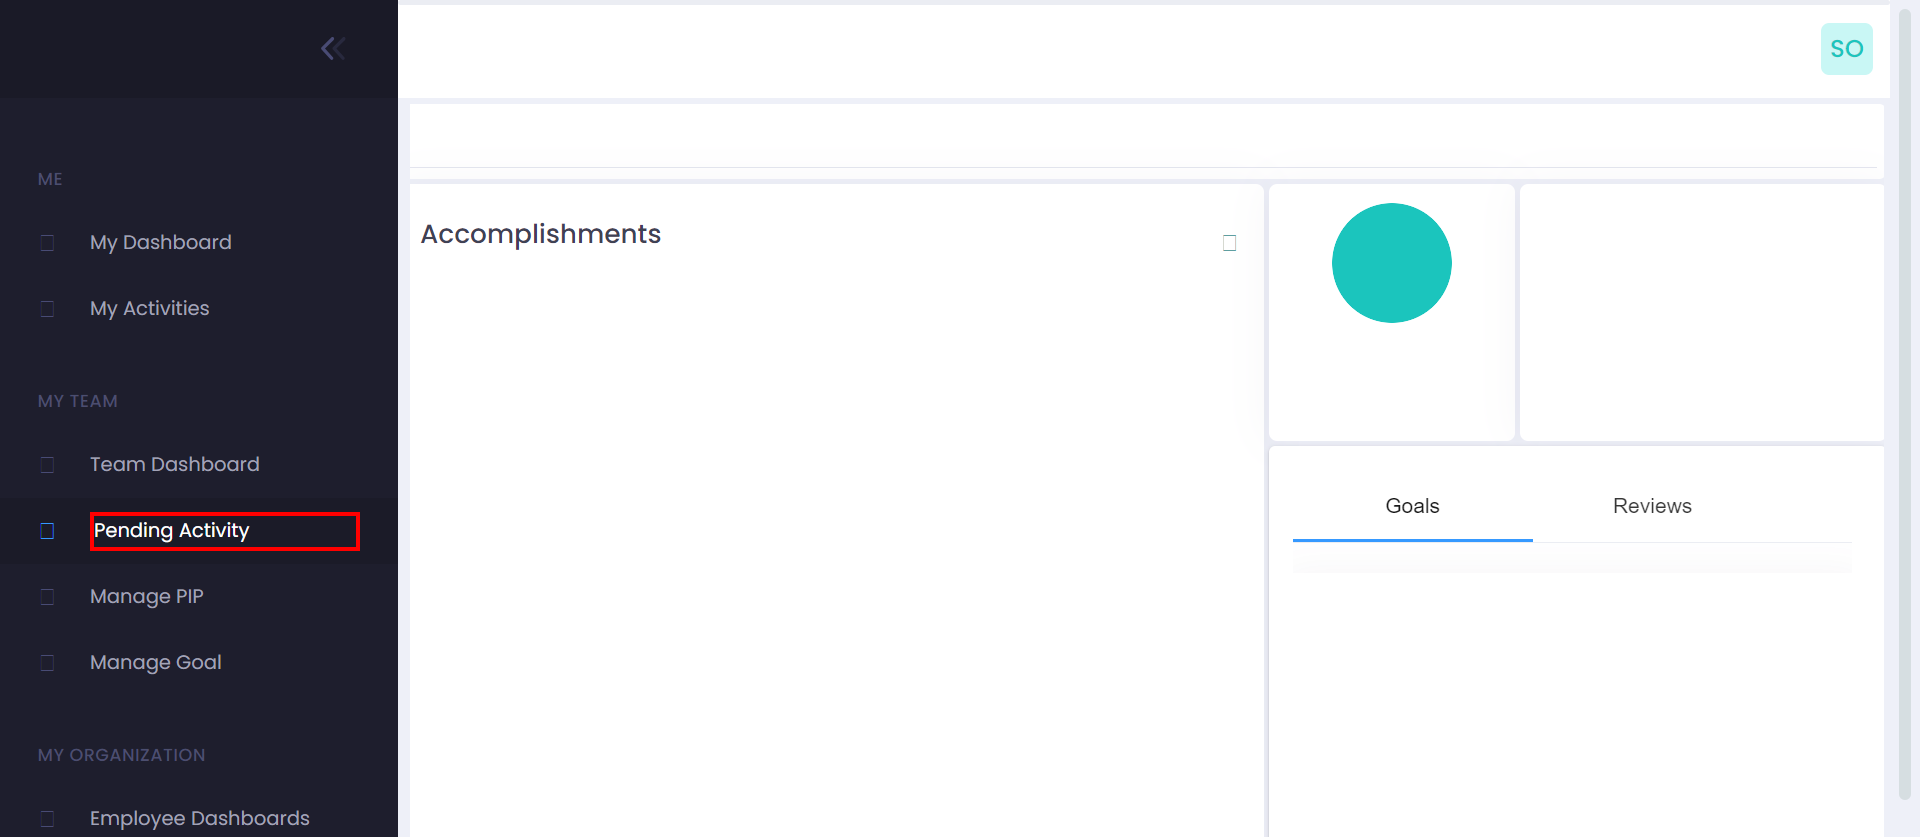 SO
ME
My Dashboard
My Activities
MY TEAM
Team Dashboard
Pending Activity
Manage PIP
Manage Goal
MY ORGANIZATION
Employee Dashboards
Accomplishments
Goals
Reviews